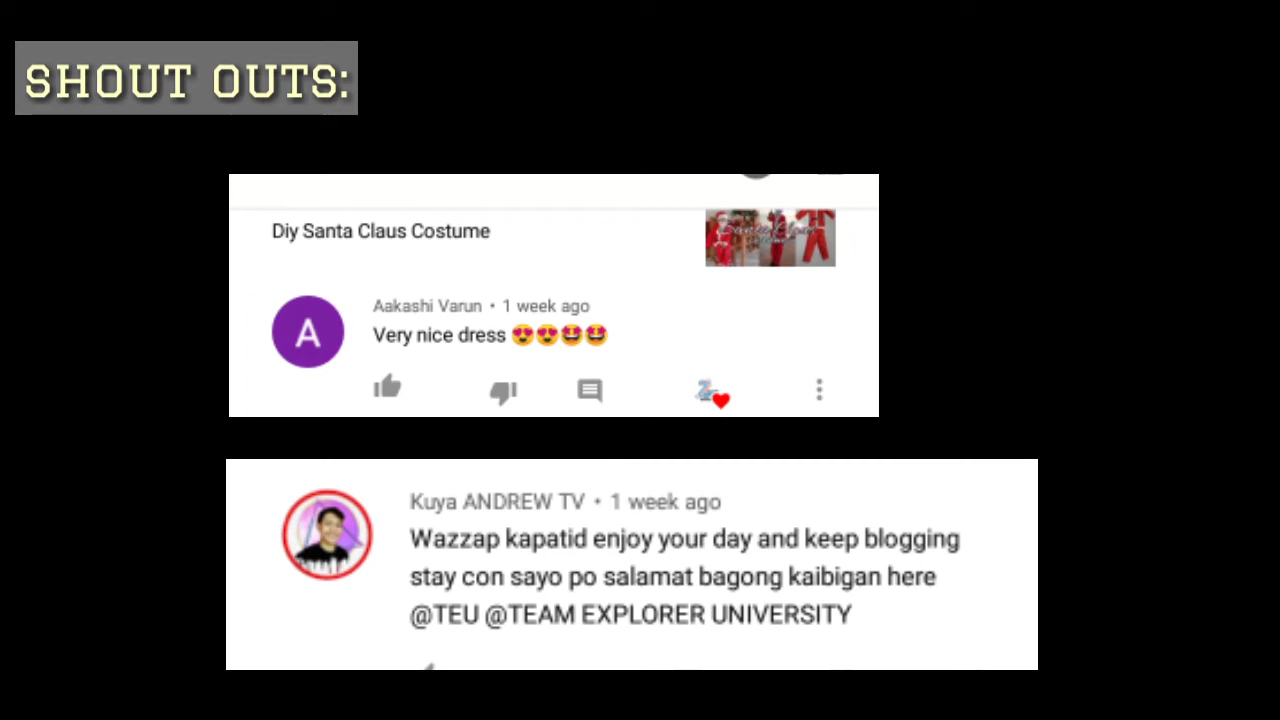 SHOUT OUTS:
Diy Santa Claus Costume
Santa Claus
Aakashi Varun • 1 week ago
A
Very nice dress 😍😍🤩🤩
Kuya ANDREW TV • 1 week ago
Wazzap kapatid enjoy your day and keep blogging
stay con sayo po salamat bagong kaibigan here
@TEU @TEAM EXPLORER UNIVERSITY